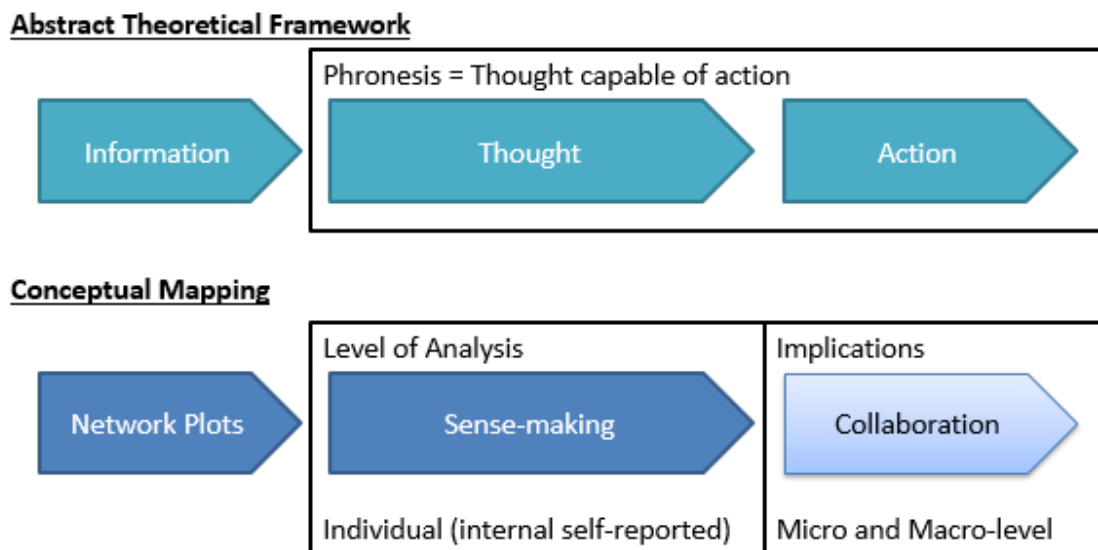 Abstract Theoretical Framework
Phronesis = Thought capable of action
Information
Thought
Action
Conceptual Mapping
Level of Analysis
Implications
Network Plots
Sense-making
Collaboration
Individual (internal self-reported)
Micro and Macro-level